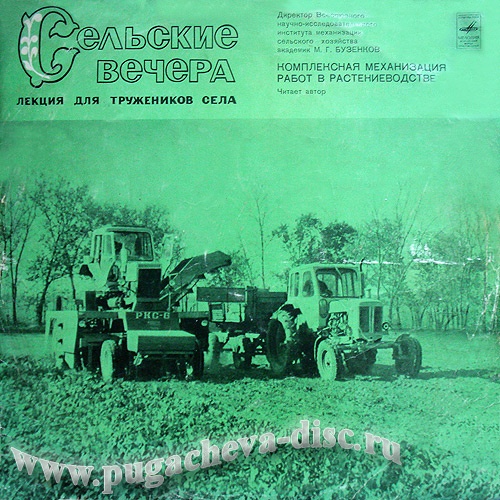 Сельские
вечера
ЛЕКЦИЯ ДЛЯ ТРУЖЕНИКОВ СЕЛА
Директор Всесоюзного
научно-исследовательского
института механизации
сельского хозяйства
академик М. Г. БУЗЕНКОВ
КОМПЛЕКСНАЯ МЕХАНИЗАЦИЯ
РАБОТ В РАСТЕНИЕВОДСТВЕ
Читает автор
РКС-6
www.pugacheva-disc.ru